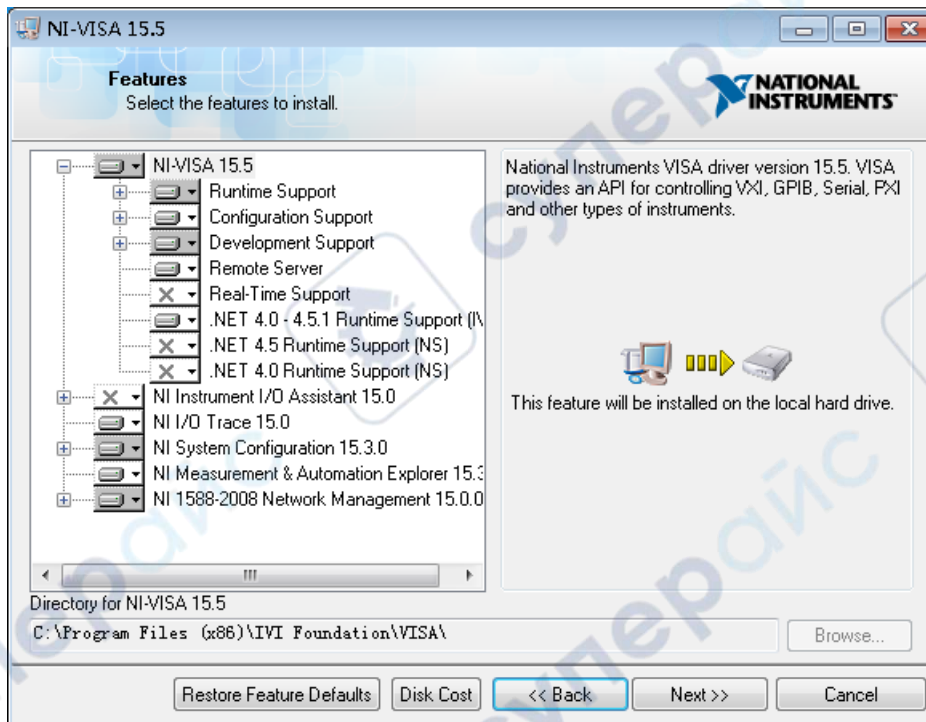 NI-VISA 15.5
Features
Select the features to install.
NATIONAL
INSTRUMENTS
NI-VISA 15.5
Runtime Support
Configuration Support
Development Support
Remote Server
Real-Time Support
.NET 4.0 - 4.5.1 Runtime Support (I\
.NET 4.5 Runtime Support (NS)
.NET 4.0 Runtime Support (NS)
NI Instrument I/O Assistant 15.0
NI I/O Trace 15.0
NI System Configuration 15.3.0
NI Measurement & Automation Explorer 15.3
NI 1588-2008 Network Management 15.0.0
National Instruments VISA driver version 15.5. VISA
provides an API for controlling VXI, GPIB, Serial, PXI
and other types of instruments.
This feature will be installed on the local hard drive.
Directory for NI-VISA 15.5
C:\Program Files (x86)\IVI Foundation\VISA\
Browse...
Restore Feature Defaults
Disk Cost
<< Back
Next >>
Cancel
суперайс